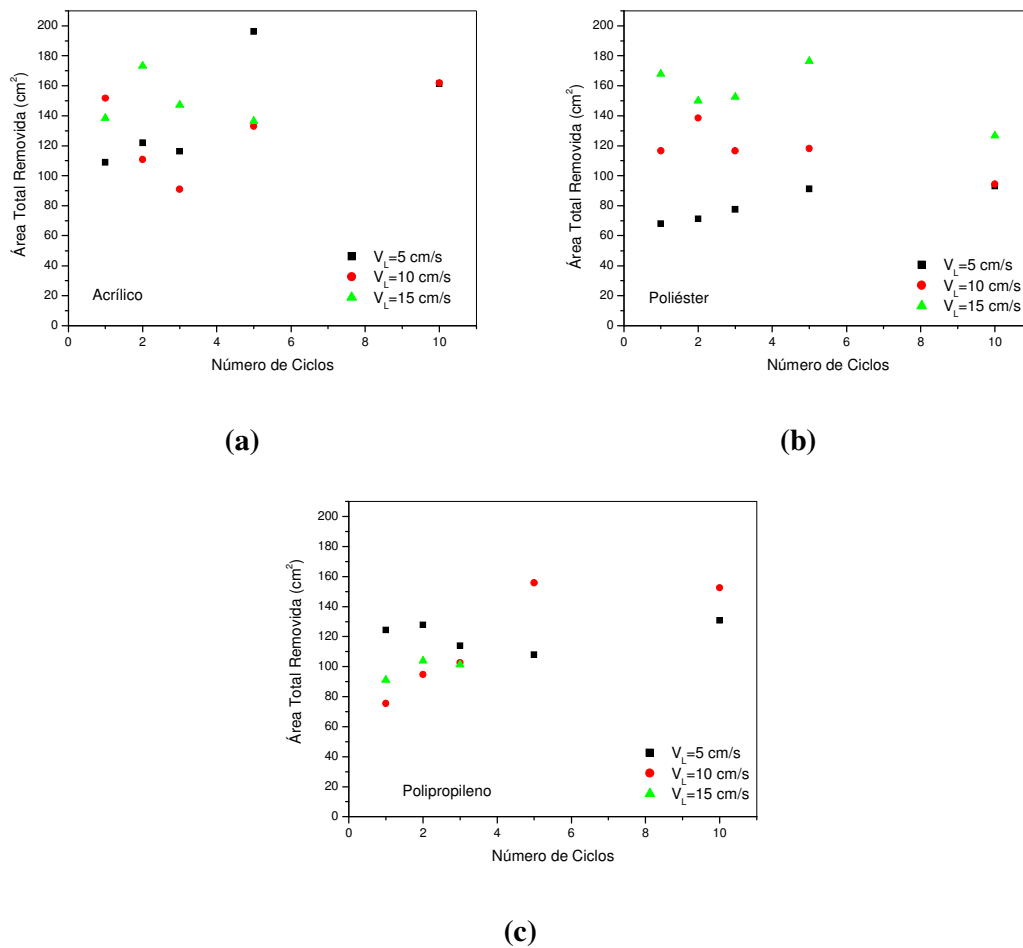 200
180
160
140
120
100
80
60
40
20
0
Área Total Removida (cm²)
Acrílico
V_L=5 cm/s
V_L=10 cm/s
V_L=15 cm/s
0 2 4 6 8 10
Número de Ciclos
(a)
200
180
160
140
120
100
80
60
40
20
0
Área Total Removida (cm²)
Poliéster
V_L=5 cm/s
V_L=10 cm/s
V_L=15 cm/s
0 2 4 6 8 10
Número de Ciclos
(b)
200
180
160
140
120
100
80
60
40
20
0
Área Total Removida (cm²)
Polipropileno
V_L=5 cm/s
V_L=10 cm/s
V_L=15 cm/s
0 2 4 6 8 10
Número de Ciclos
(c)